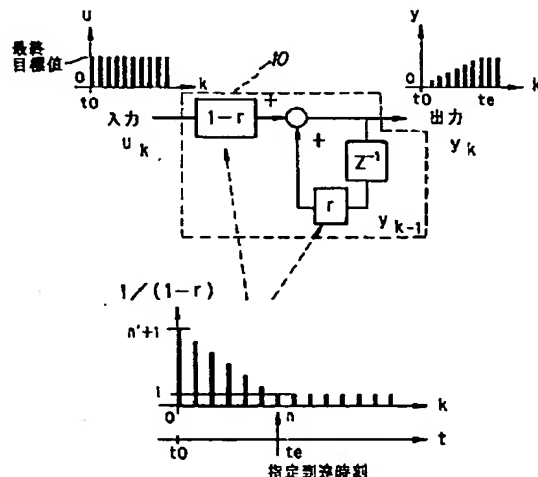 u
最終
目標値
0
t0
k
10
y
0
t0
te
k
入力
u k
1-r
+
+
出力
y k
Z⁻¹
r
y k-1
1/(1-r)
n'+1
1
0
n
k
t0
te
t
指定到達時刻